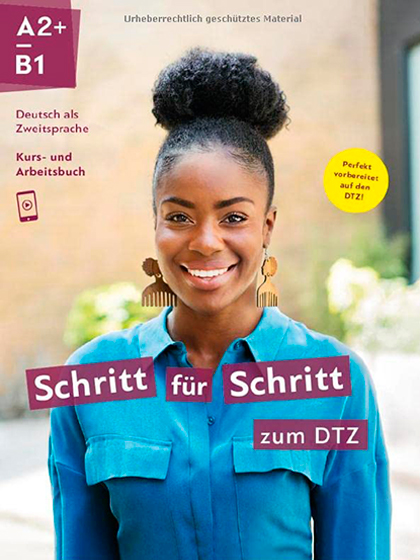 Urheberrechtlich geschütztes Material
A2+
B1
Deutsch als
Zweitsprache
Kurs- und
Arbeitsbuch
Perfekt
vorbereitet
auf den
DTZ!
Schritt für Schritt
zum DTZ